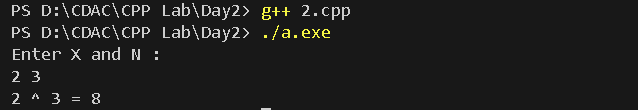 PS D:\CDAC\CPP Lab\Day2> g++ 2.cpp
PS D:\CDAC\CPP Lab\Day2> ./a.exe
Enter X and N :
2 3
2 ^ 3 = 8